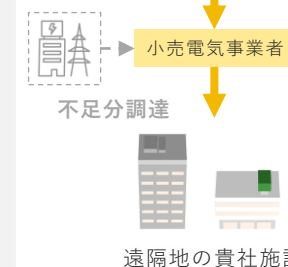 小売電気事業者
不足分調達
遠隔地の貴社施設